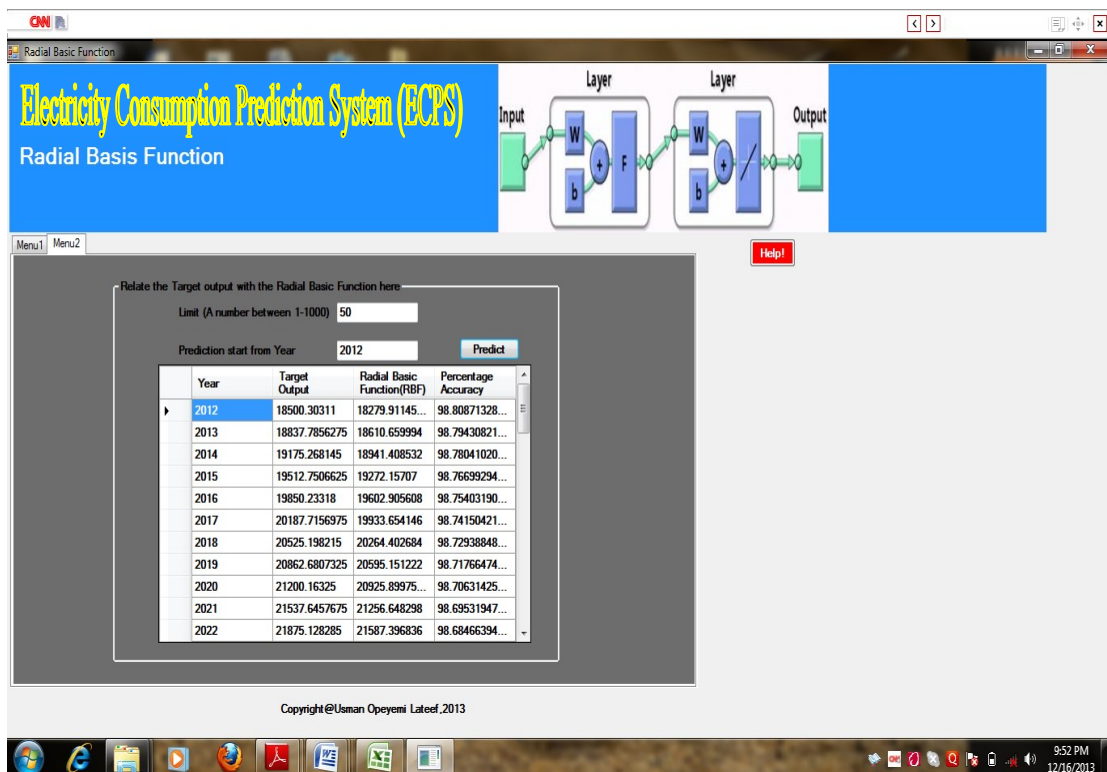 CNN
Radial Basic Function
Electricity Consumption Prediction System (ECPS)
Radial Basis Function
Layer Layer
Input Output
W W
+ F +
b b
Menu1 Menu2
Help!
Relate the Target output with the Radial Basic Function here
Limit (A number between 1-1000) 50
Prediction start from Year 2012 Predict
Year Target Output Radial Basic Function(RBF) Percentage Accuracy
2012 18500.30311 18279.91145... 98.80871328...
2013 18837.7856275 18610.659994 98.79430821...
2014 19175.268145 18941.408532 98.78041020...
2015 19512.7506625 19272.15707 98.76699294...
2016 19850.23318 19602.905608 98.75403190...
2017 20187.7156975 19933.654146 98.74150421...
2018 20525.198215 20264.402684 98.72938848...
2019 20862.6807325 20595.151222 98.71766474...
2020 21200.16325 20925.89975... 98.70631425...
2021 21537.6457675 21256.648298 98.69531947...
2022 21875.128285 21587.396836 98.68466394...
Copyright@Usman Opeyemi Lateef,2013
9:52 PM
12/16/2013